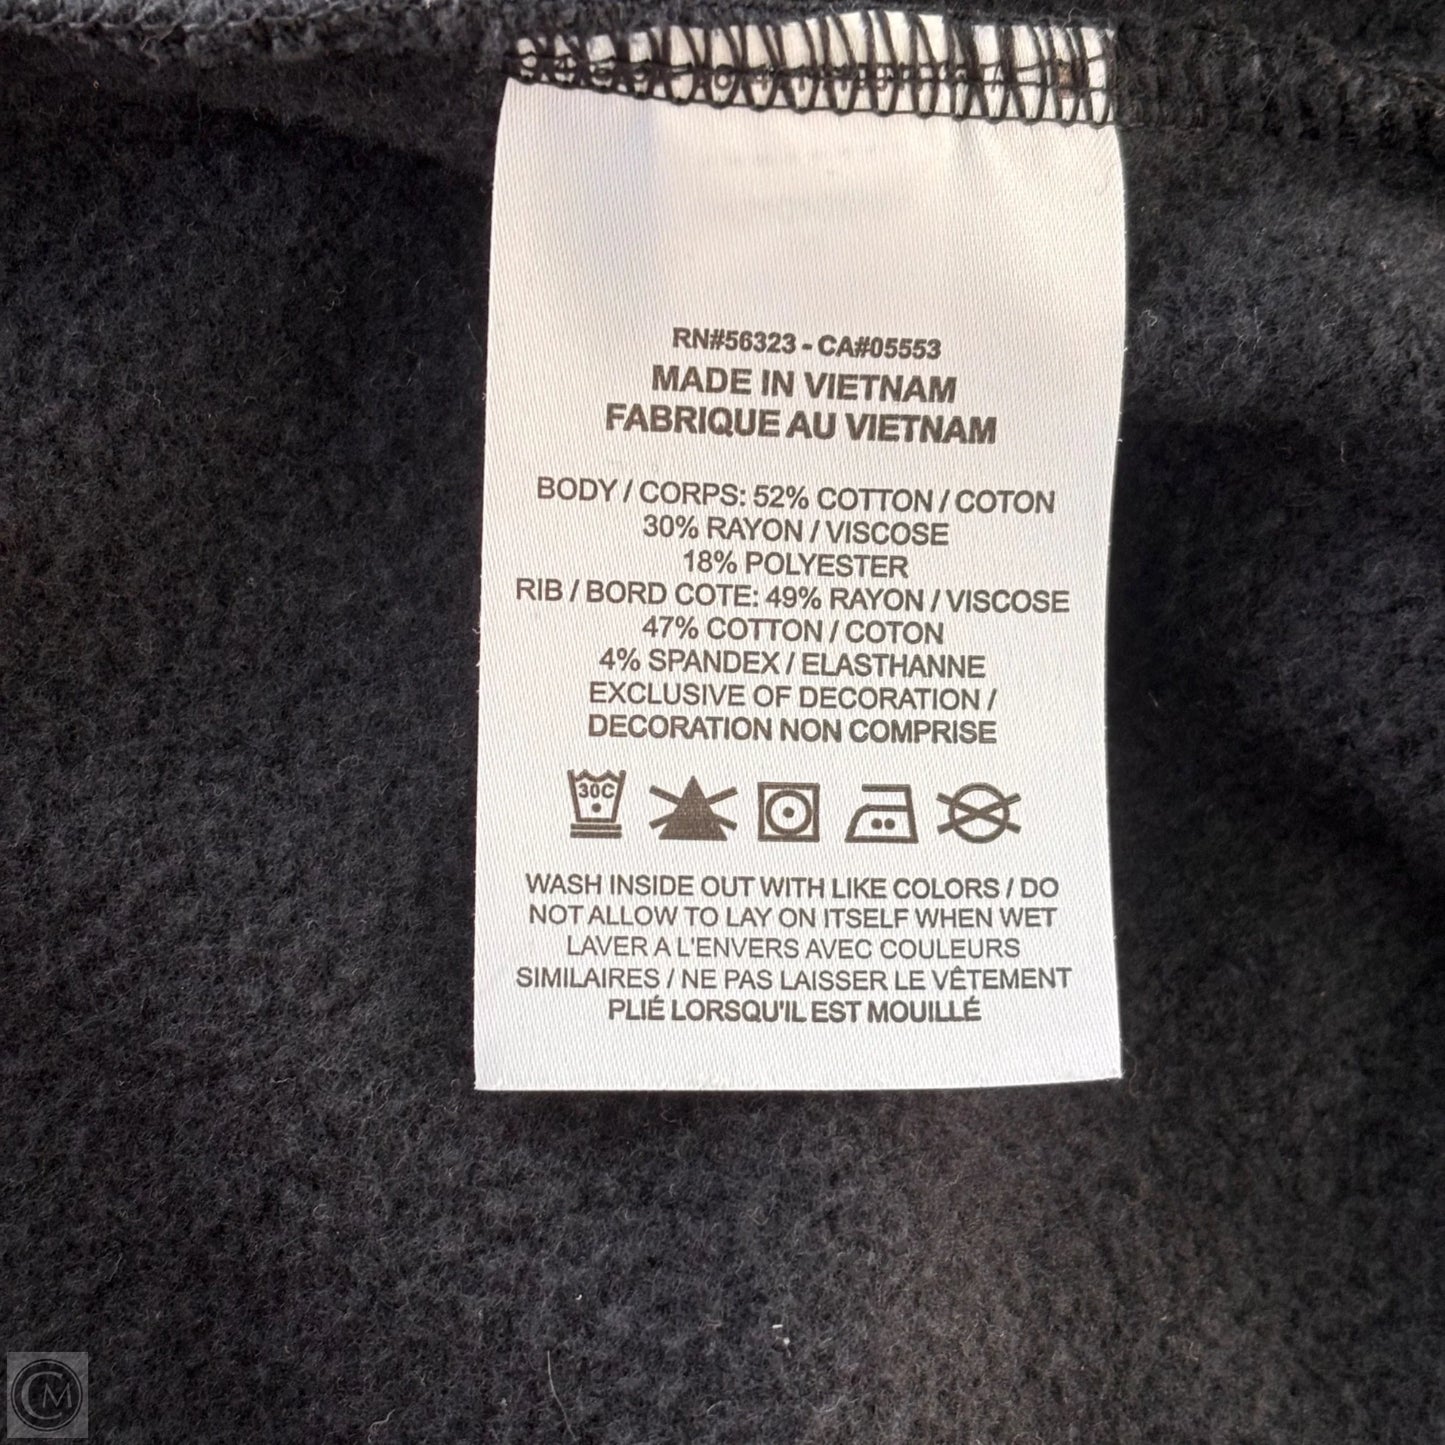 RN#56323 - CA#05553
MADE IN VIETNAM
FABRIQUE AU VIETNAM
BODY / CORPS: 52% COTTON / COTON
30% RAYON / VISCOSE
18% POLYESTER
RIB / BORD COTE: 49% RAYON / VISCOSE
47% COTTON / COTON
4% SPANDEX / ELASTHANNE
EXCLUSIVE OF DECORATION /
DECORATION NON COMPRISE
30C
WASH INSIDE OUT WITH LIKE COLORS / DO
NOT ALLOW TO LAY ON ITSELF WHEN WET
LAVER A L'ENVERS AVEC COULEURS
SIMILAIRES / NE PAS LAISSER LE VÊTEMENT
PLIÉ LORSQU'IL EST MOUILLÉ
CM